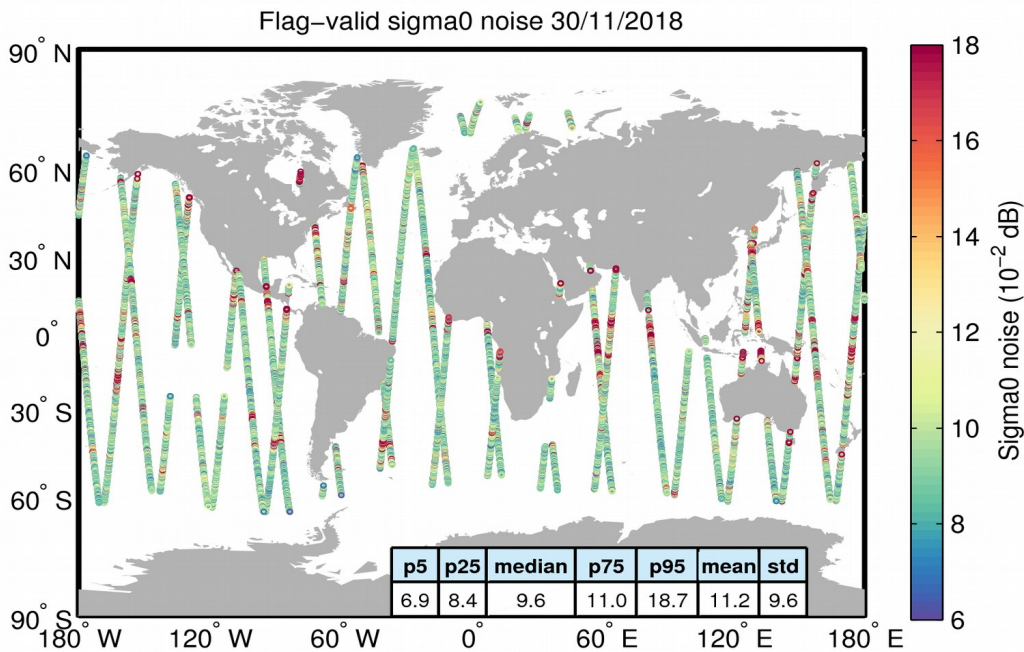 Flag−valid sigma0 noise 30/11/2018
90° N
60° N
30° N
0°
30° S
60° S
90° S
180° W
120° W
60° W
0°
60° E
120° E
180° E
18
16
14
12
10
8
6
Sigma0 noise (10⁻² dB)
p5 p25 median p75 p95 mean std
6.9 8.4 9.6 11.0 18.7 11.2 9.6